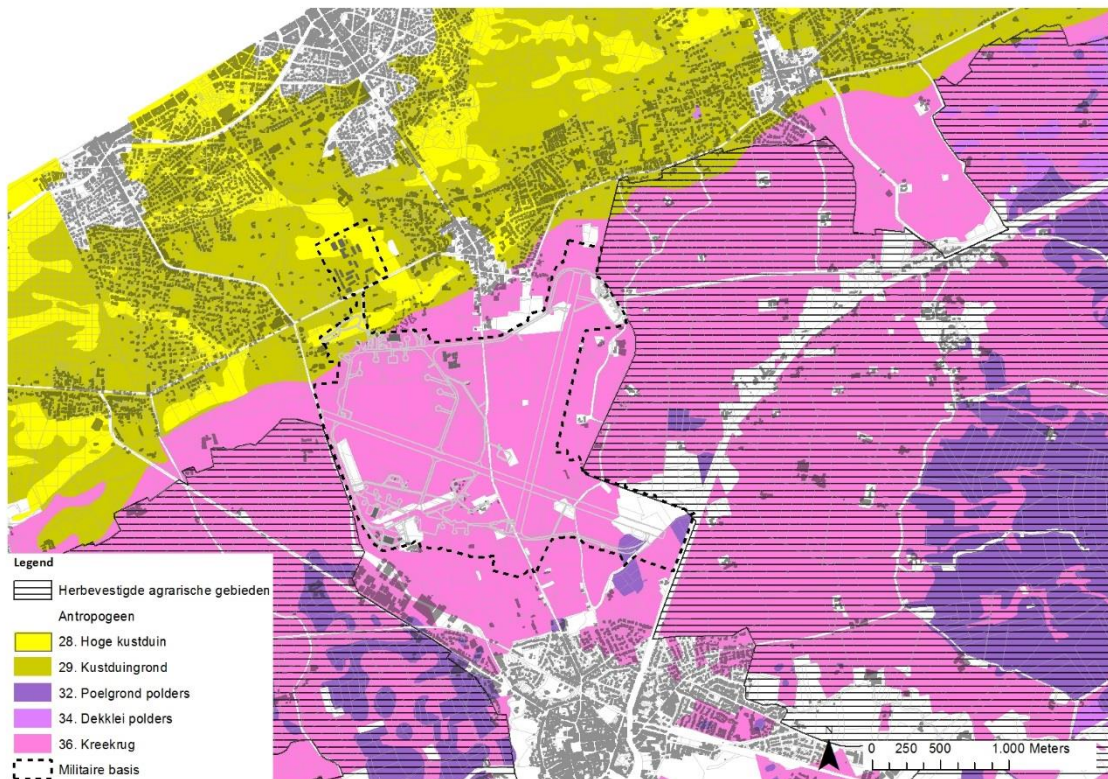 Legend
Herbevestigde agrarische gebieden
Antropogeen
28. Hoge kustduin
29. Kustduingrond
32. Poelgrond polders
34. Dekklei polders
36. Kreekrug
Militaire basis
N
0 250 500 1.000 Meters